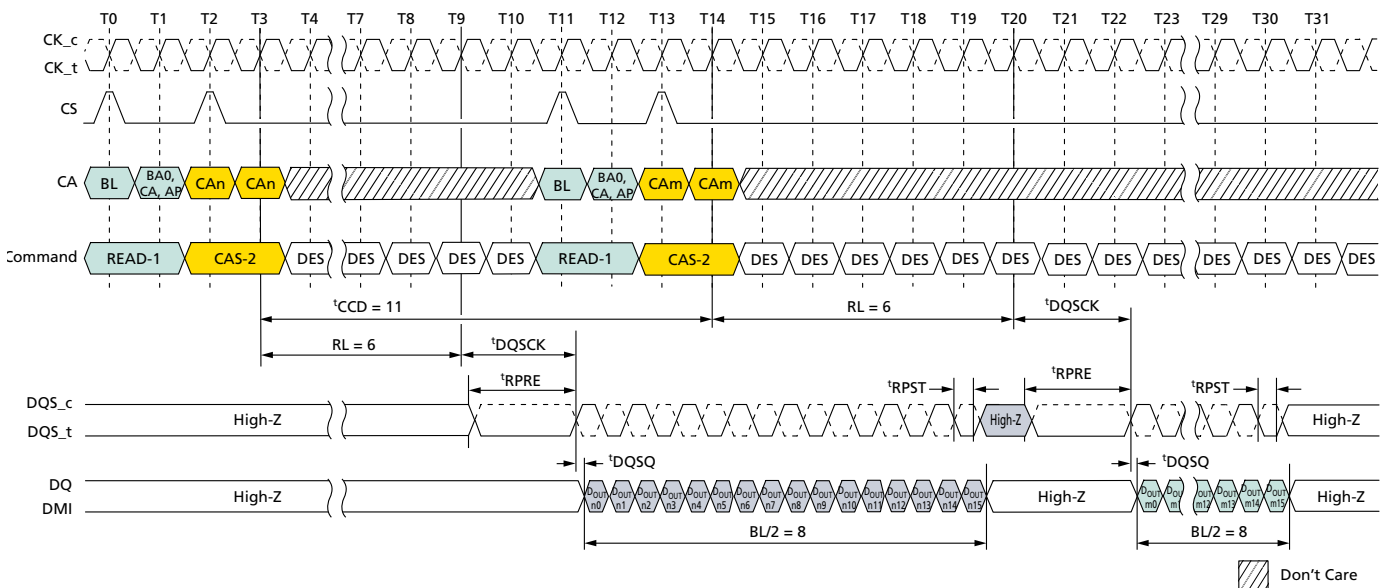 T0 T1 T2 T3 T4 T7 T8 T9 T10 T11 T12 T13 T14 T15 T16 T17 T18 T19 T20 T21 T22 T23 T29 T30 T31
CK_c
CK_t
CS
CA BL BA0, CA, AP CAn CAn BL BA0, CA, AP CAm CAm
Command READ-1 CAS-2 DES DES DES DES DES READ-1 CAS-2 DES DES DES DES DES DES DES DES DES DES DES DES
tCCD = 11 RL = 6 tDQSCK
RL = 6 tDQSCK
tRPRE tRPST tRPRE tRPST
DQS_c
DQS_t
High-Z High-Z High-Z
tDQSQ tDQSQ
DQ
DMI
High-Z DOUT n0 DOUT n1 DOUT n2 DOUT n3 DOUT n4 DOUT n5 DOUT n6 DOUT n7 DOUT n8 DOUT n9 DOUT n10 DOUT n11 DOUT n12 DOUT n13 DOUT n14 DOUT n15 High-Z DOUT m0 DOUT m12 DOUT m13 DOUT m14 DOUT m15 High-Z
BL/2 = 8 BL/2 = 8
Don't Care